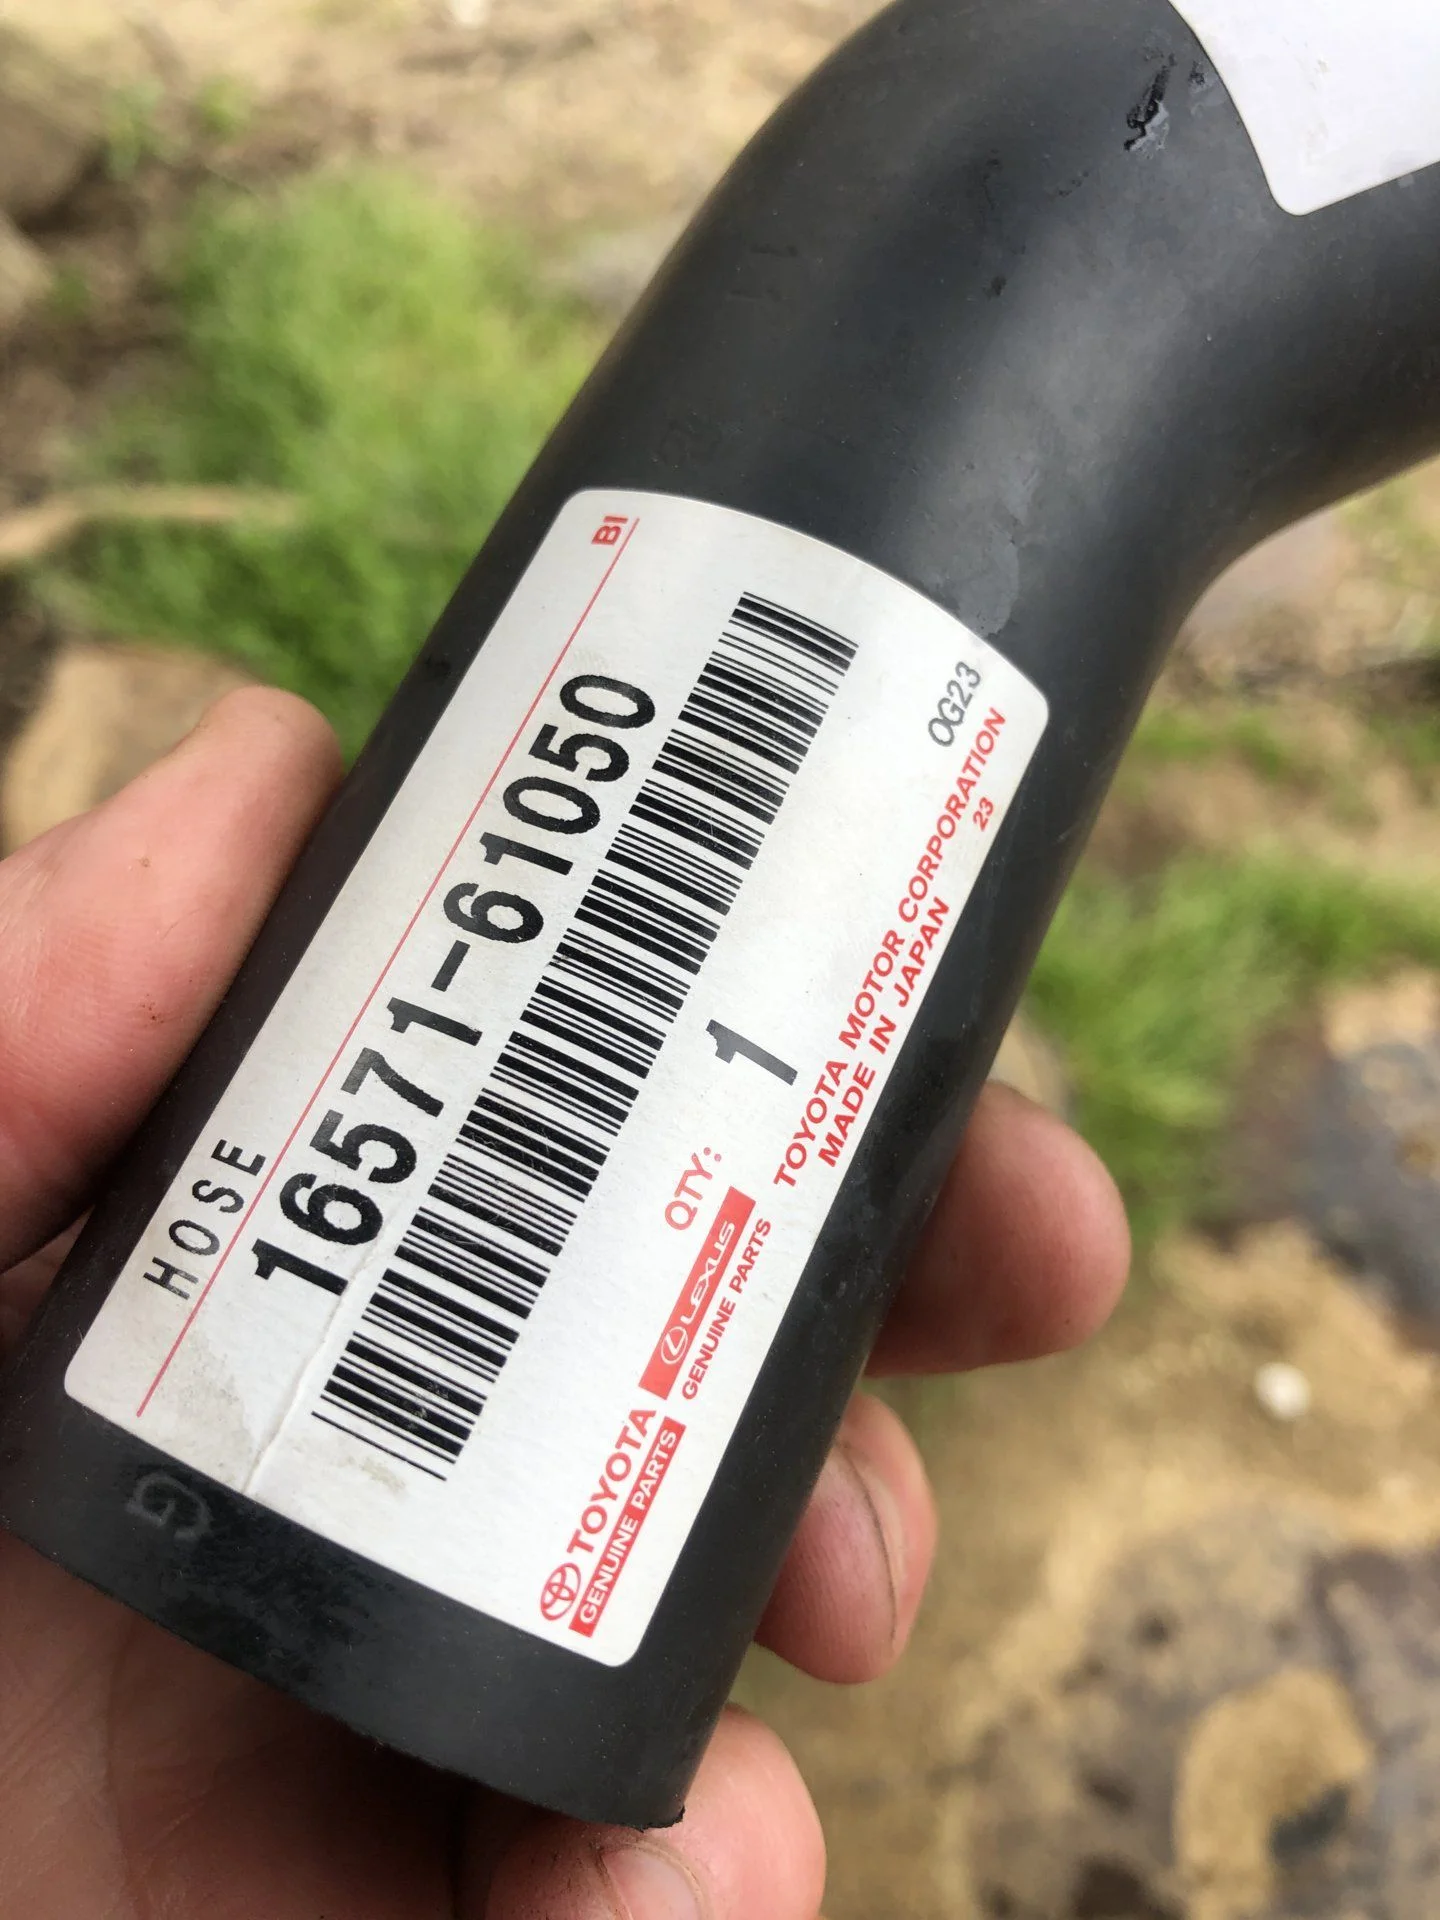 BI
HOSE
16571-61050
QTY: 1
OG23
TOYOTA
GENUINE PARTS
LEXUS
GENUINE PARTS
TOYOTA MOTOR CORPORATION
MADE IN JAPAN 23
G